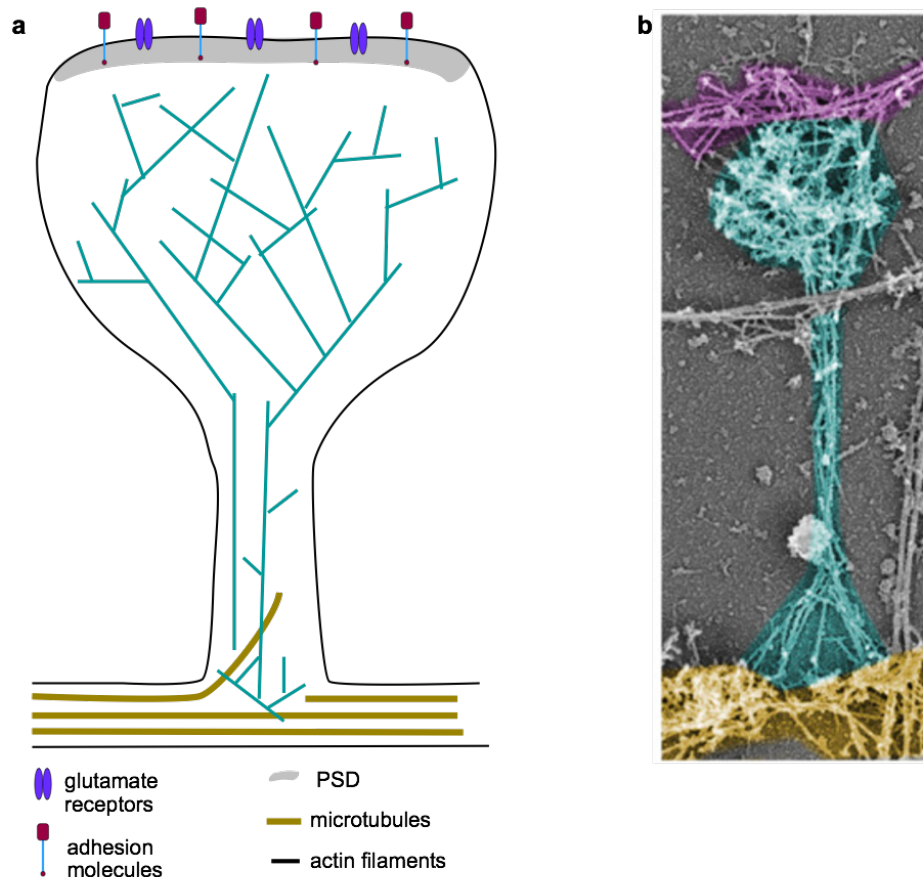 a
b
glutamate
receptors
adhesion
molecules
PSD
microtubules
actin filaments